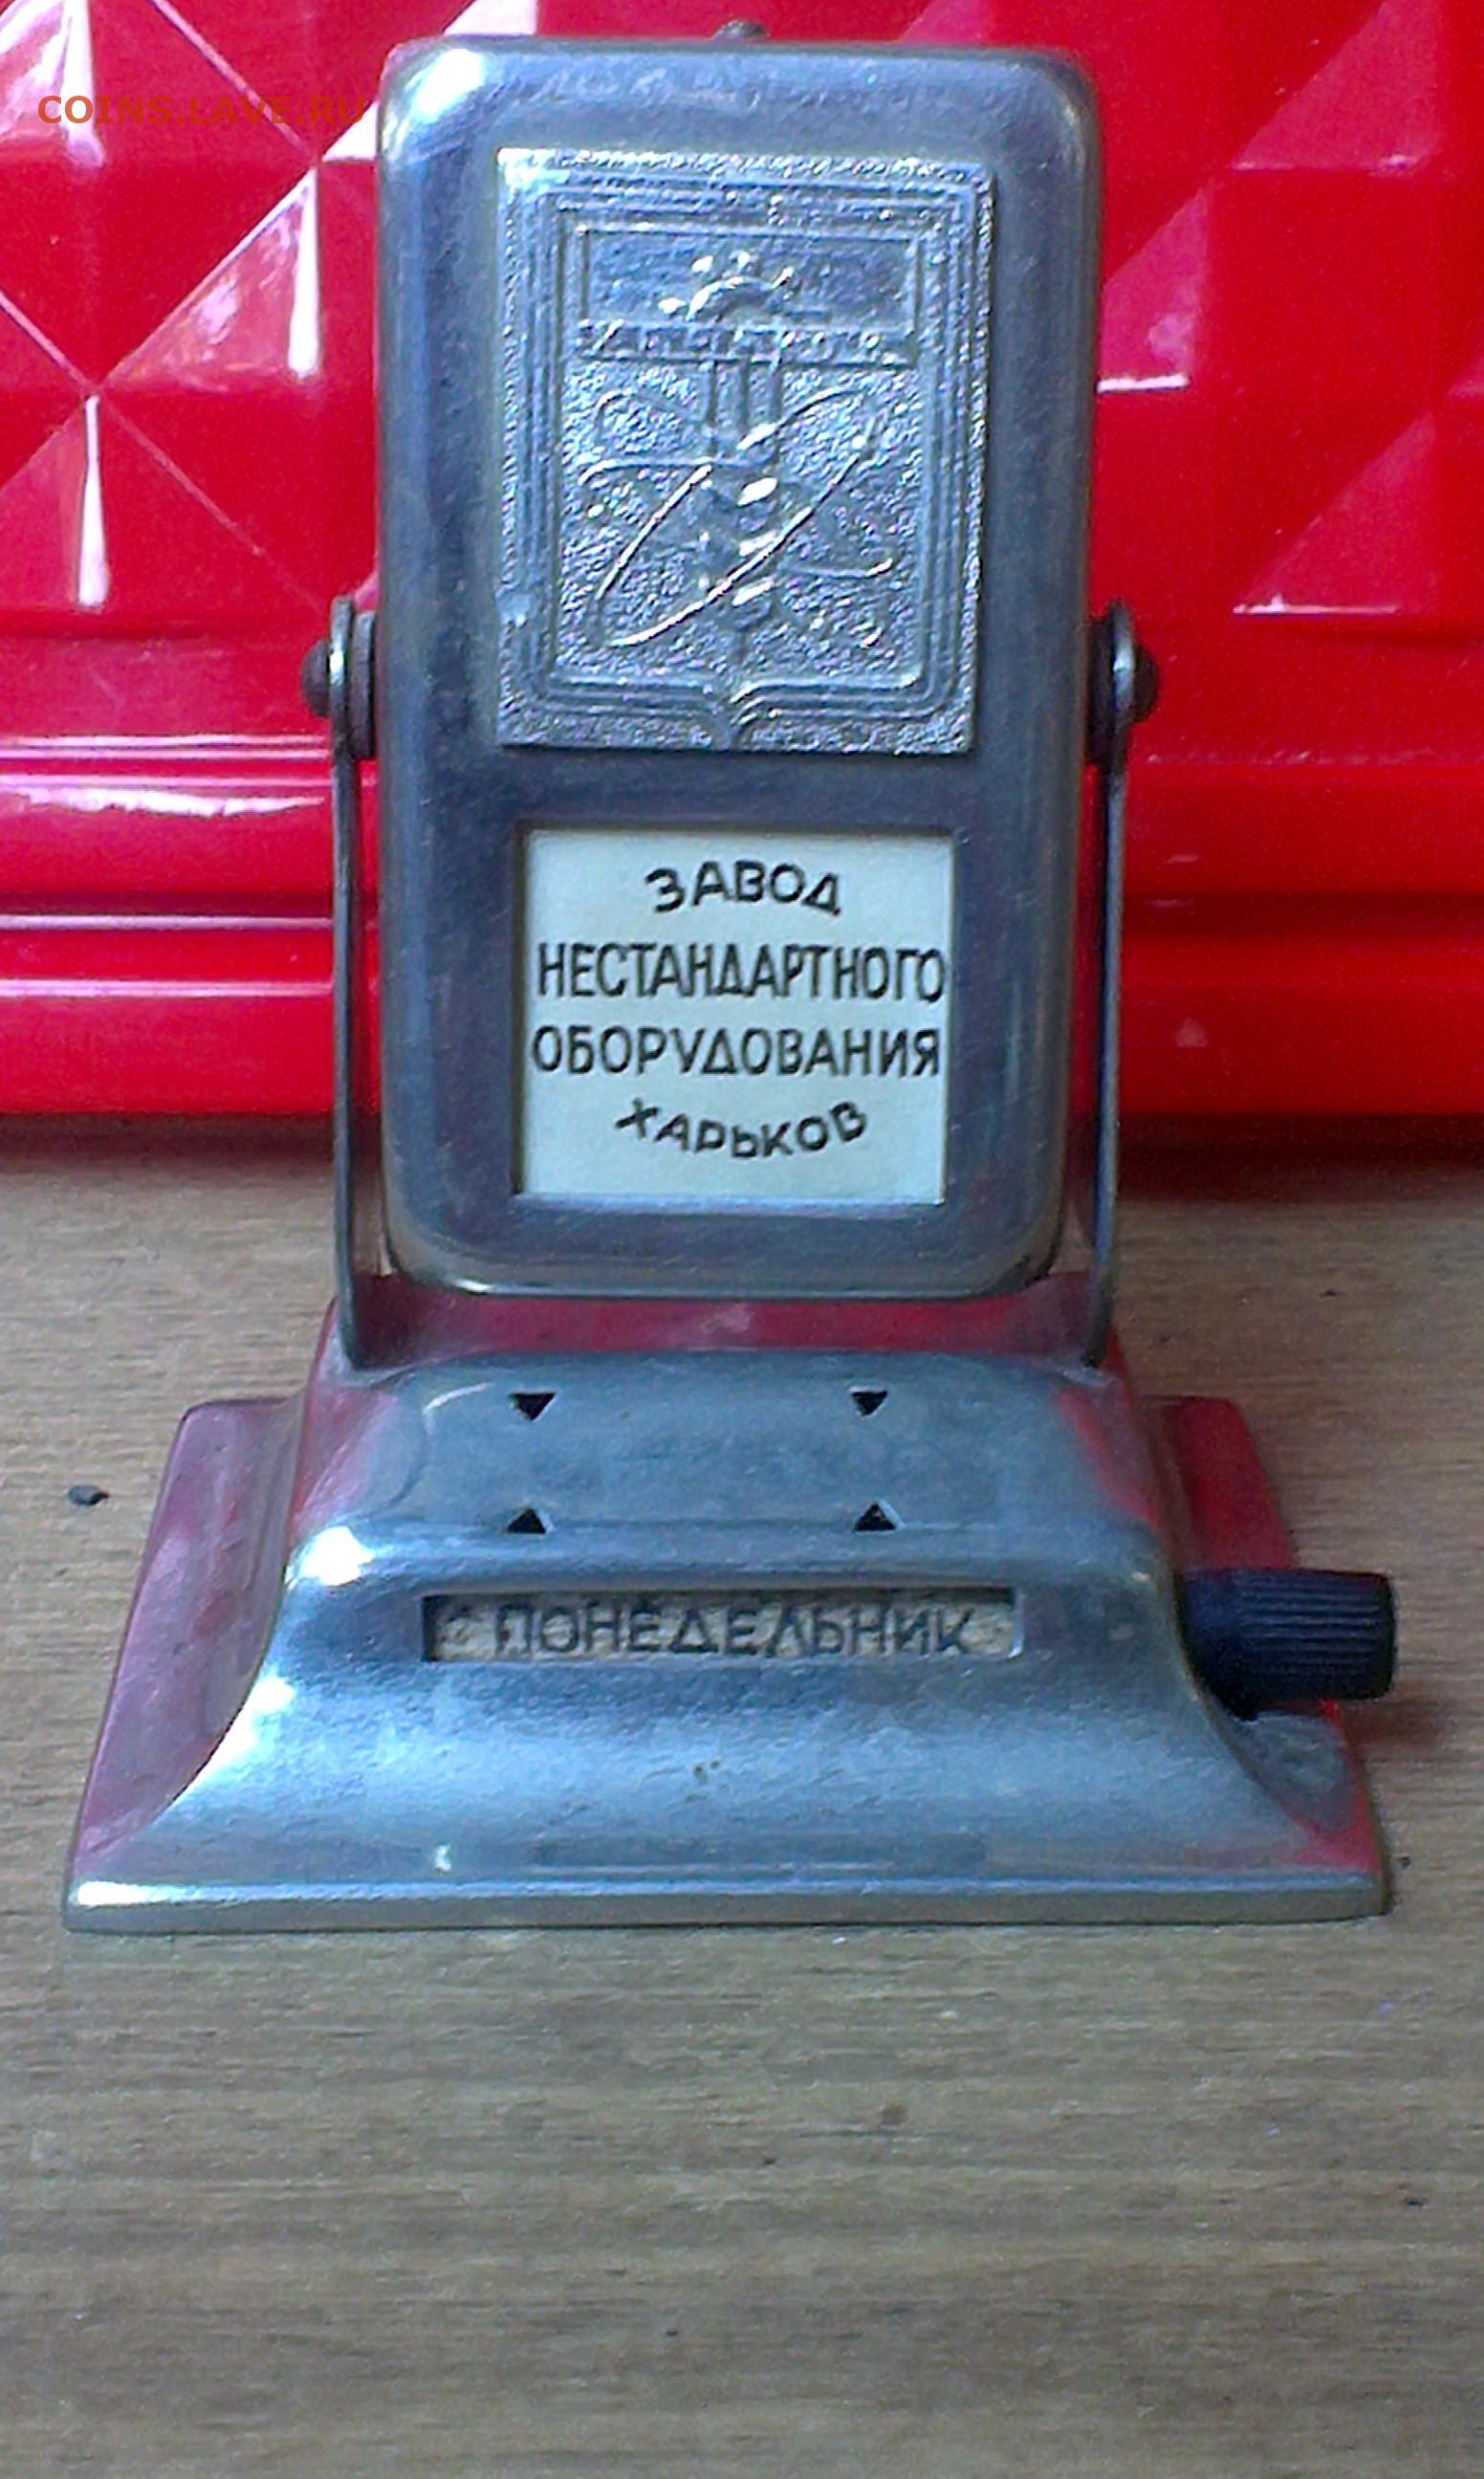 COINS.LAVE.RU
ЗАВОД
НЕСТАНДАРТНОГО
ОБОРУДОВАНИЯ
ХАРЬКОВ
ПОНЕДЕЛЬНИК